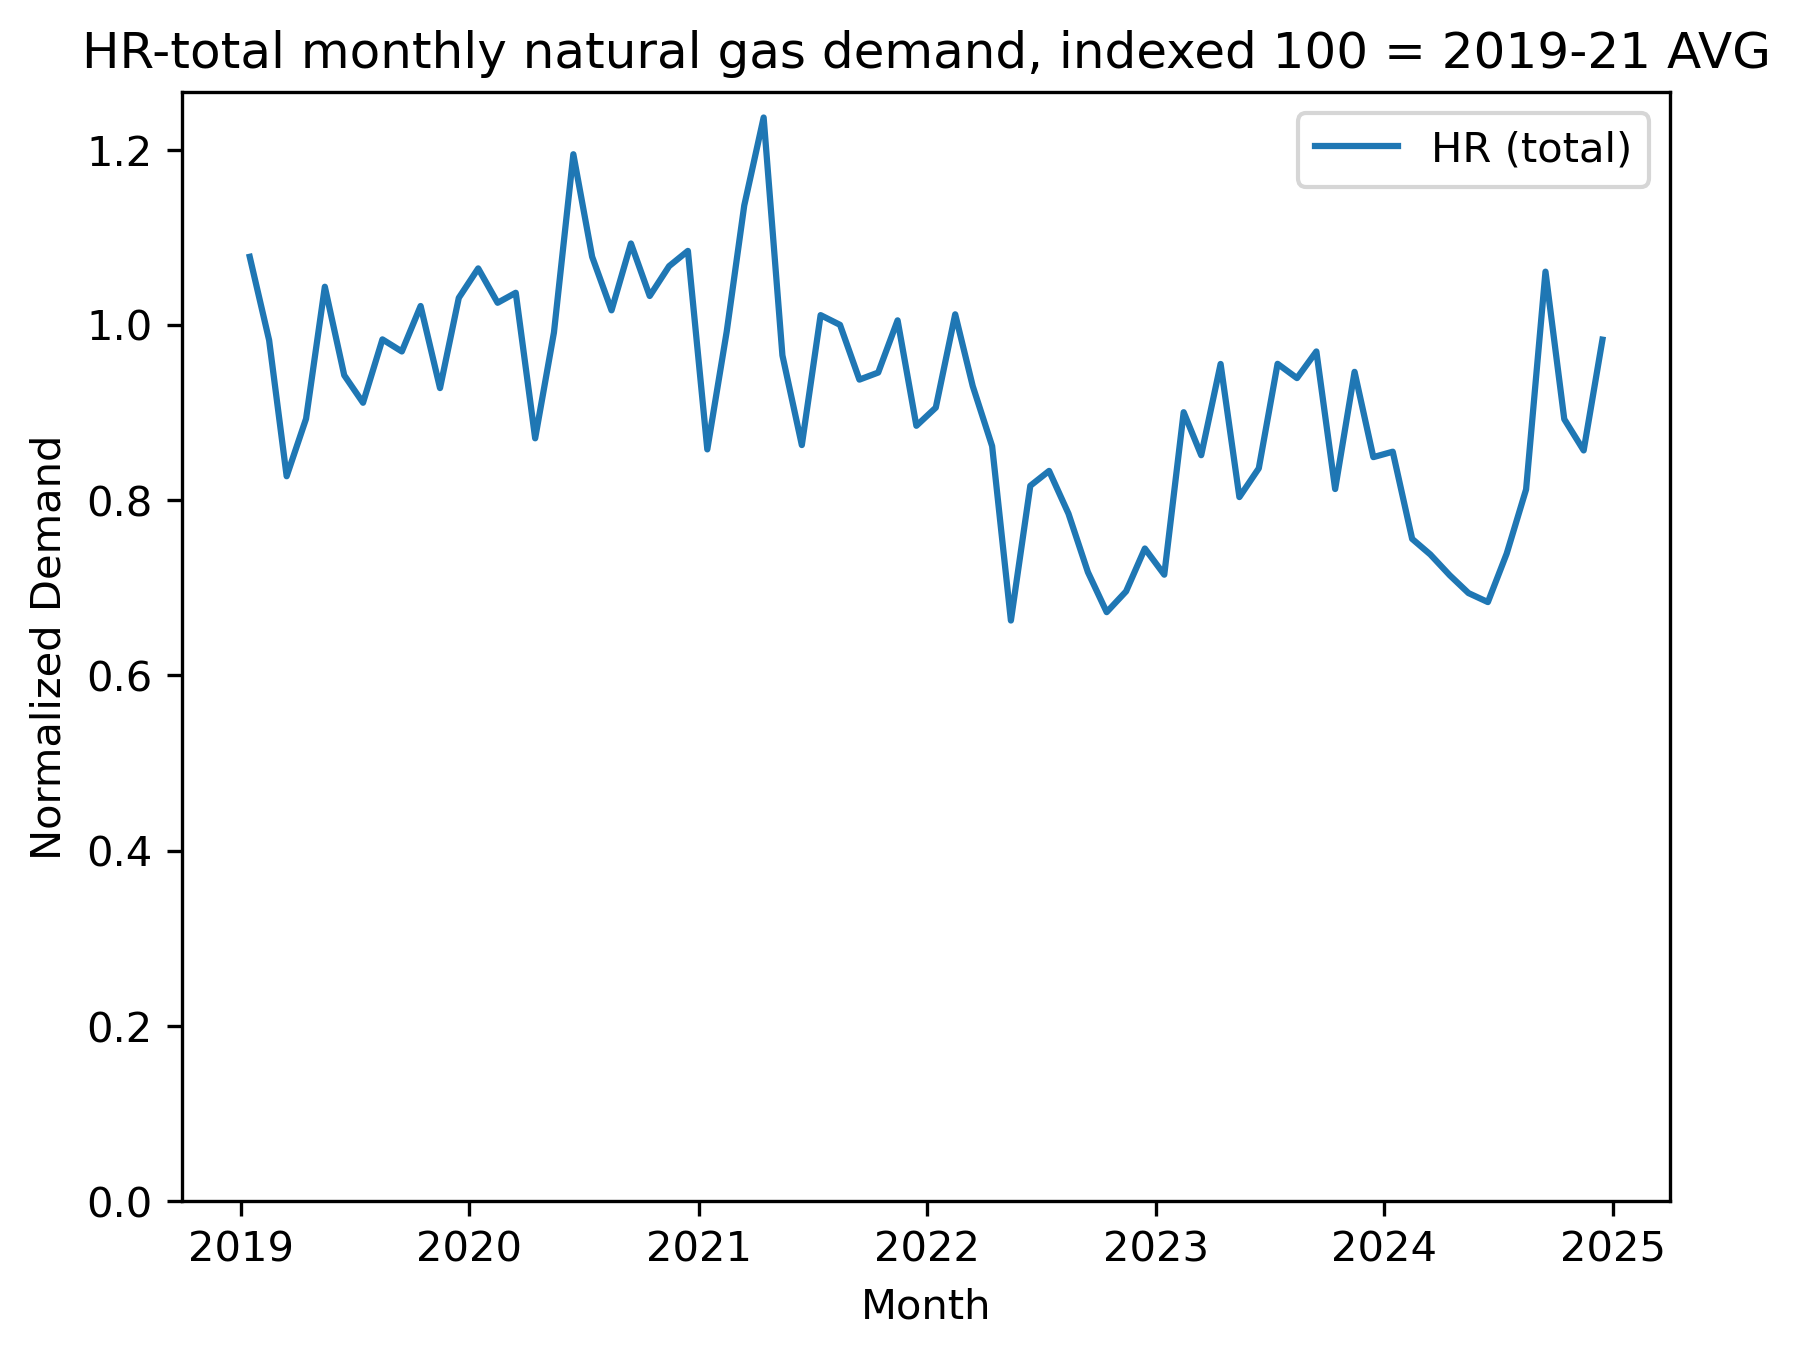 HR-total monthly natural gas demand, indexed 100 = 2019-21 AVG
HR (total)
1.2
1.0
0.8
0.6
0.4
0.2
0.0
Normalized Demand
2019 2020 2021 2022 2023 2024 2025
Month